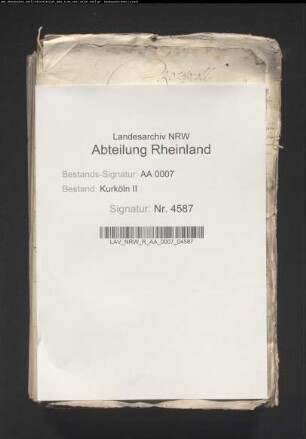 Landesarchiv NRW
Abteilung Rheinland
Bestands-Signatur: AA 0007
Bestand: Kurköln II
Signatur: Nr. 4587
LAV_NRW_R_AA_0007_04587